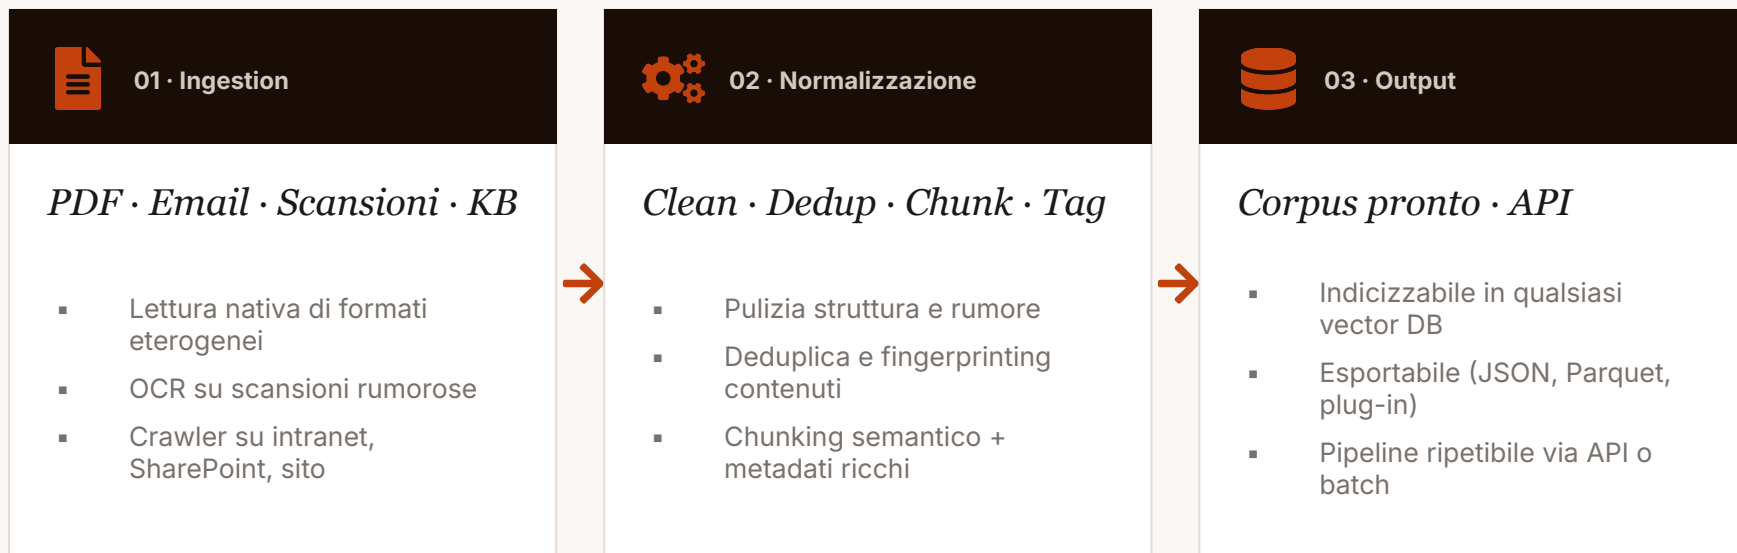 01 · Ingestion
PDF · Email · Scansioni · KB
▪ Lettura nativa di formati
eterogenei
▪ OCR su scansioni rumorose
▪ Crawler su intranet,
SharePoint, sito
02 · Normalizzazione
Clean · Dedup · Chunk · Tag
▪ Pulizia struttura e rumore
▪ Deduplica e fingerprinting
contenuti
▪ Chunking semantico +
metadati ricchi
03 · Output
Corpus pronto · API
▪ Indicizzabile in qualsiasi
vector DB
▪ Esportabile (JSON, Parquet,
plug-in)
▪ Pipeline ripetibile via API o
batch